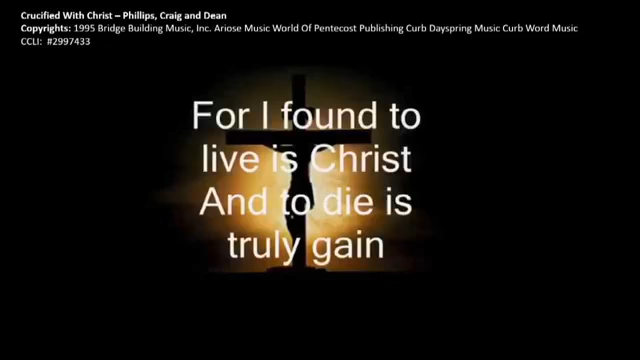 Crucified With Christ – Phillips, Craig and Dean
Copyrights: 1995 Bridge Building Music, Inc. Ariose Music World Of Pentecost Publishing Curb Dayspring Music Curb Word Music
CCLI: #2997433
For I found to
live is Christ
And to die is
truly gain